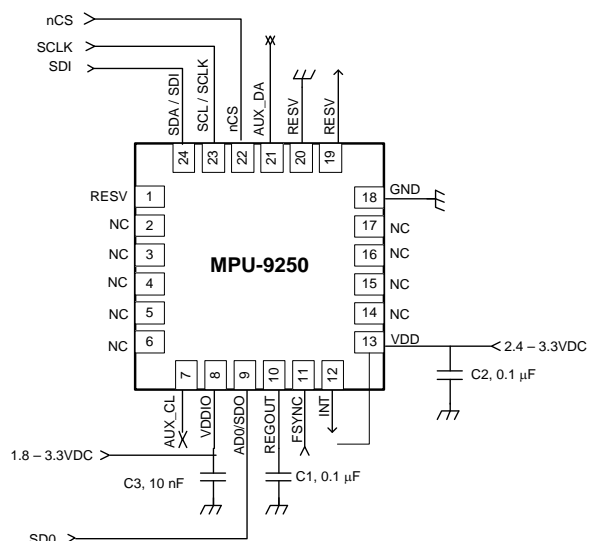 nCS
SCLK
SDI
SDA / SDI
SCL / SCLK
nCS
AUX_DA
RESV
RESV
24
23
22
21
20
19
RESV
1
18
GND
NC
2
17
NC
NC
3
16
NC
MPU-9250
NC
4
15
NC
NC
5
14
NC
NC
6
13
VDD
2.4 – 3.3VDC
7
8
9
10
11
12
C2, 0.1 µF
AUX_CL
VDDIO
AD0/SDO
REGOUT
FSYNC
INT
1.8 – 3.3VDC
C3, 10 nF
C1, 0.1 µF
SD0